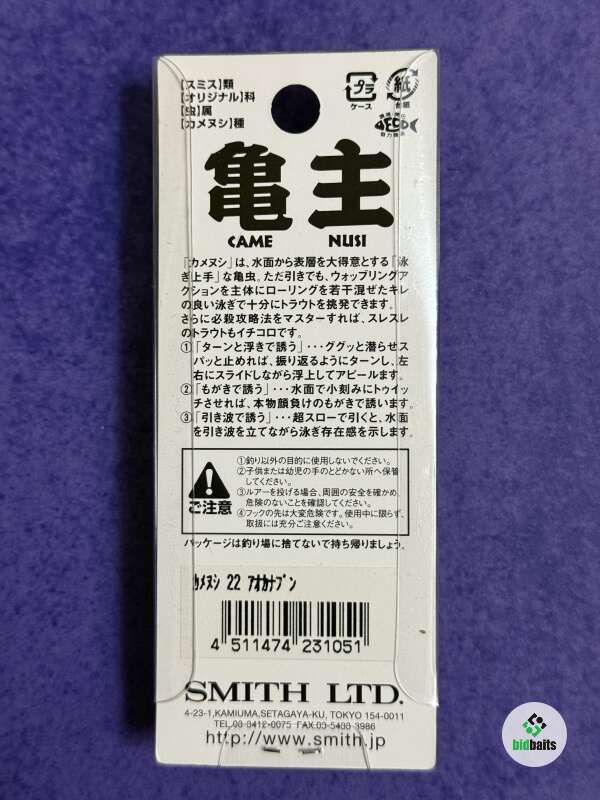 【スミス】類
【オリジナル】科
【虫】属
【カメヌシ】種
プラ
ケース
紙
台紙
亀主
CAME NUSI
「カメヌシ」は、水面から表層を大得意とする「泳
ぎ上手」な亀虫。ただ引きでも、ウォップリングア
クションを主体にローリングを若干混ぜたキレ
の良い泳ぎで十分にトラウトを挑発できます。
さらに必殺攻略法をマスターすれば、スレスレ
のトラウトもイチコロです。
①「ターンと浮きで誘う」･･･ググッと潜らせス
パッと止めれば、振り返るようにターンし、左
右にスライドしながら浮上してアピールします。
②「もがきで誘う」･･･水面で小刻みにトゥイッ
チさせれば、本物顔負けのもがきで誘います。
③「引き波で誘う」･･･超スローで引くと、水面
を引き波を立てながら泳ぎ存在感を示します。
ご注意
①釣り以外の目的に使用しないでください。
②子供または幼児の手のとどかない所へ保管
してください。
③ルアーを投げる場合、周囲の安全を確かめ、
危険のないことを確認してください。
④フックの先は大変危険です。使用中に限らず、
取扱には充分ご注意ください。
パッケージは釣り場に捨てないで持ち帰りましょう。
カメヌシ 22 アオカナブン
4 511474 231051
SMITH LTD.
4-23-1,KAMIUMA,SETAGAYA-KU, TOKYO 154-0011
TEL.03-3412-0075 FAX.03-5433-3986
http://www.smith.jp
bidbaits